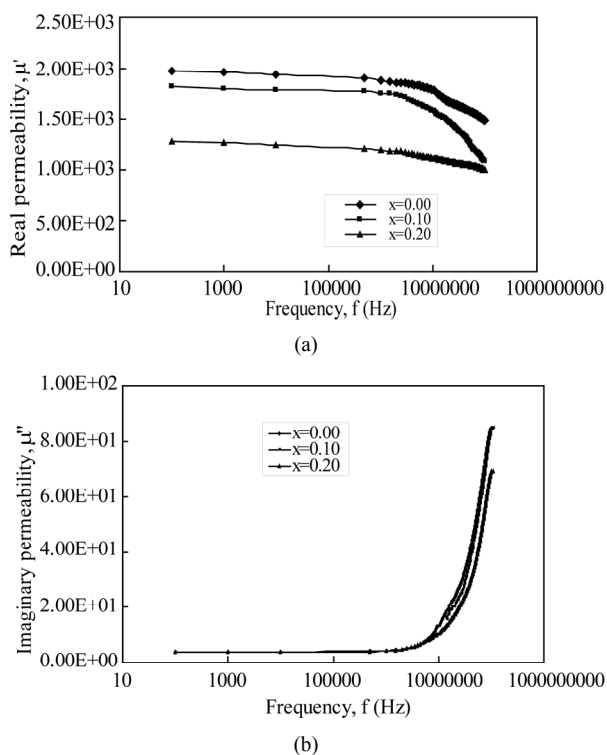 2.50E+03
2.00E+03
1.50E+03
1.00E+03
5.00E+02
0.00E+00
Real permeability, μ'
x=0.00
x=0.10
x=0.20
10 1000 100000 10000000 1000000000
Frequency, f (Hz)
(a)
1.00E+02
8.00E+01
6.00E+01
4.00E+01
2.00E+01
0.00E+00
Imaginary permeability, μ"
x=0.00
x=0.10
x=0.20
10 1000 100000 10000000 1000000000
Frequency, f (Hz)
(b)